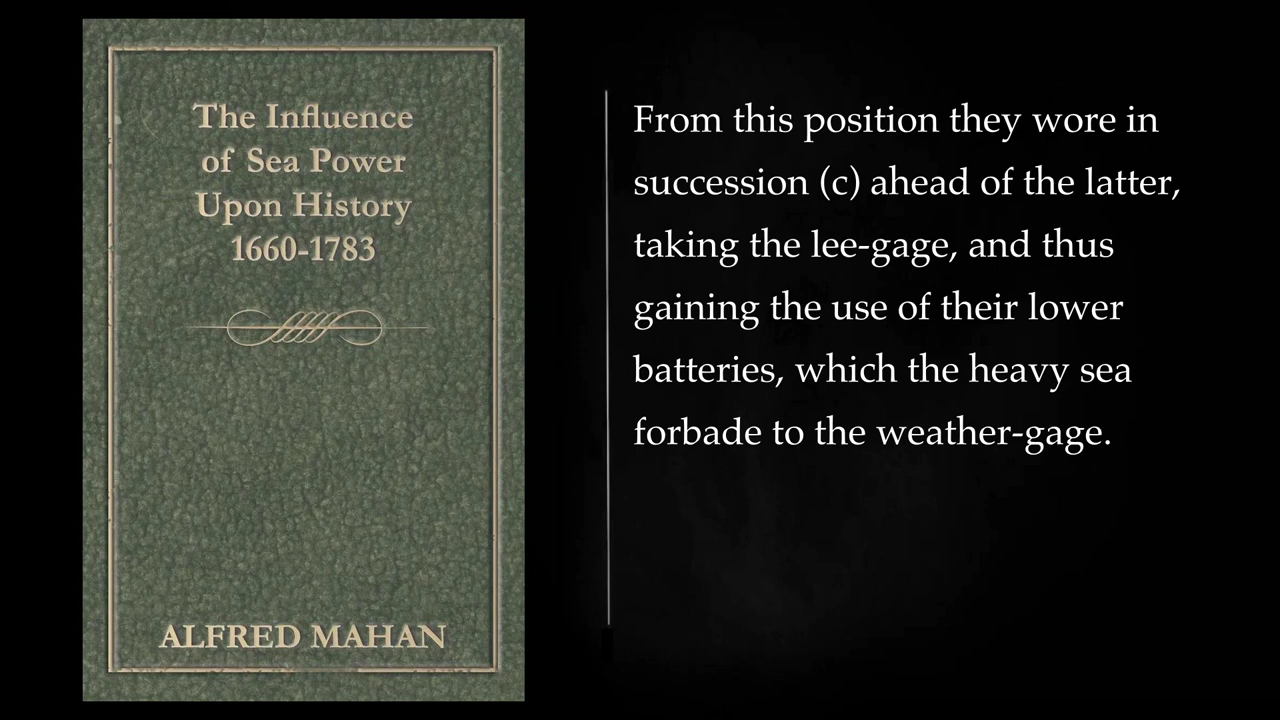 The Influence
of Sea Power
Upon History
1660-1783
ALFRED MAHAN
From this position they wore in
succession (c) ahead of the latter,
taking the lee-gage, and thus
gaining the use of their lower
batteries, which the heavy sea
forbade to the weather-gage.